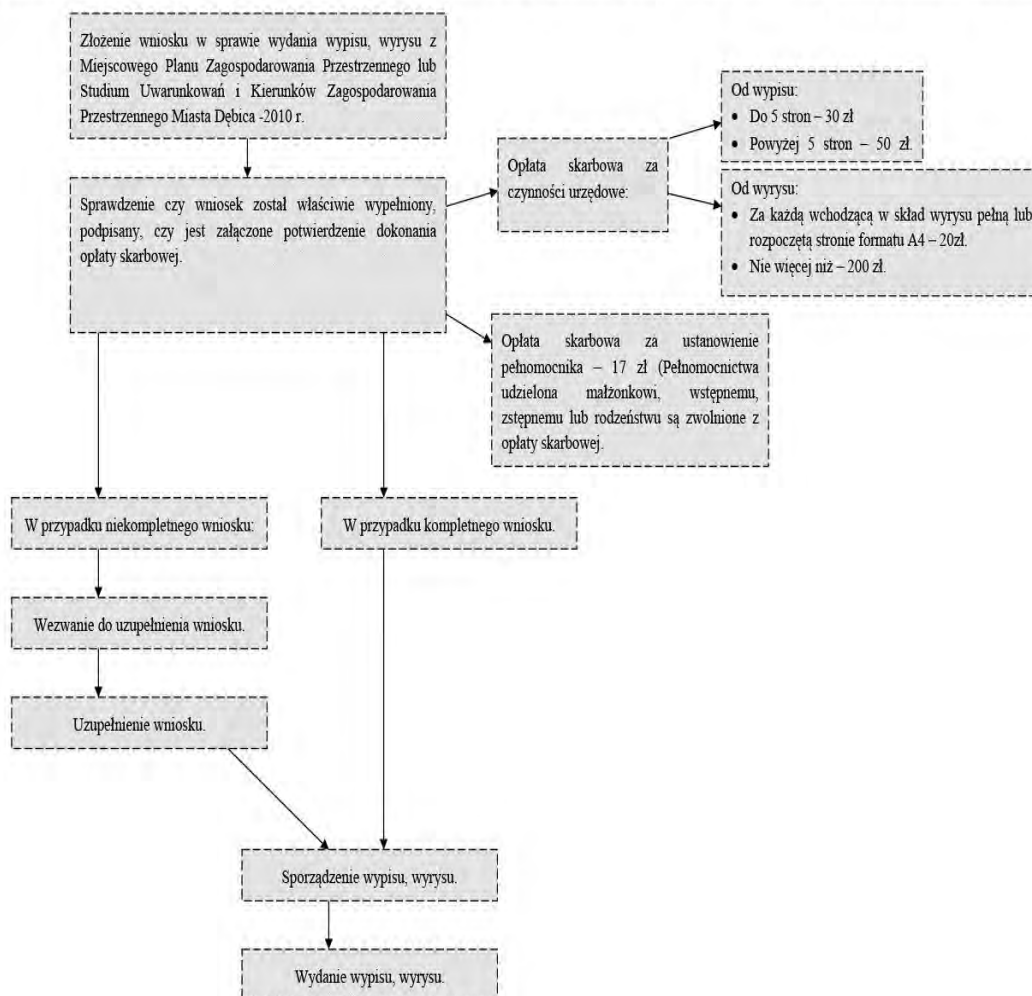 Złożenie wniosku w sprawie wydania wypisu, wyrysu z
Miejscowego Planu Zagospodarowania Przestrzennego lub
Studium Uwarunkowań i Kierunków Zagospodarowania
Przestrzennego Miasta Dębica -2010 r.
Sprawdzenie czy wniosek został właściwie wypełniony,
podpisany, czy jest załączone potwierdzenie dokonania
opłaty skarbowej.
Opłata skarbowa za
czynności urzędowe:
Od wypisu:
• Do 5 stron – 30 zł
• Powyżej 5 stron – 50 zł.
Od wyrysu:
• Za każdą wchodzącą w skład wyrysu pełną lub
rozpoczętą stronie formatu A4 – 20zł.
• Nie więcej niż – 200 zł.
Opłata skarbowa za ustanowienie
pełnomocnika – 17 zł (Pełnomocnictwa
udzielona małżonkowi, wstępnemu,
zstępnemu lub rodzeństwu są zwolnione z
opłaty skarbowej.
W przypadku niekompletnego wniosku:
W przypadku kompletnego wniosku.
Wezwanie do uzupełnienia wniosku.
Uzupełnienie wniosku.
Sporządzenie wypisu, wyrysu.
Wydanie wypisu, wyrysu.